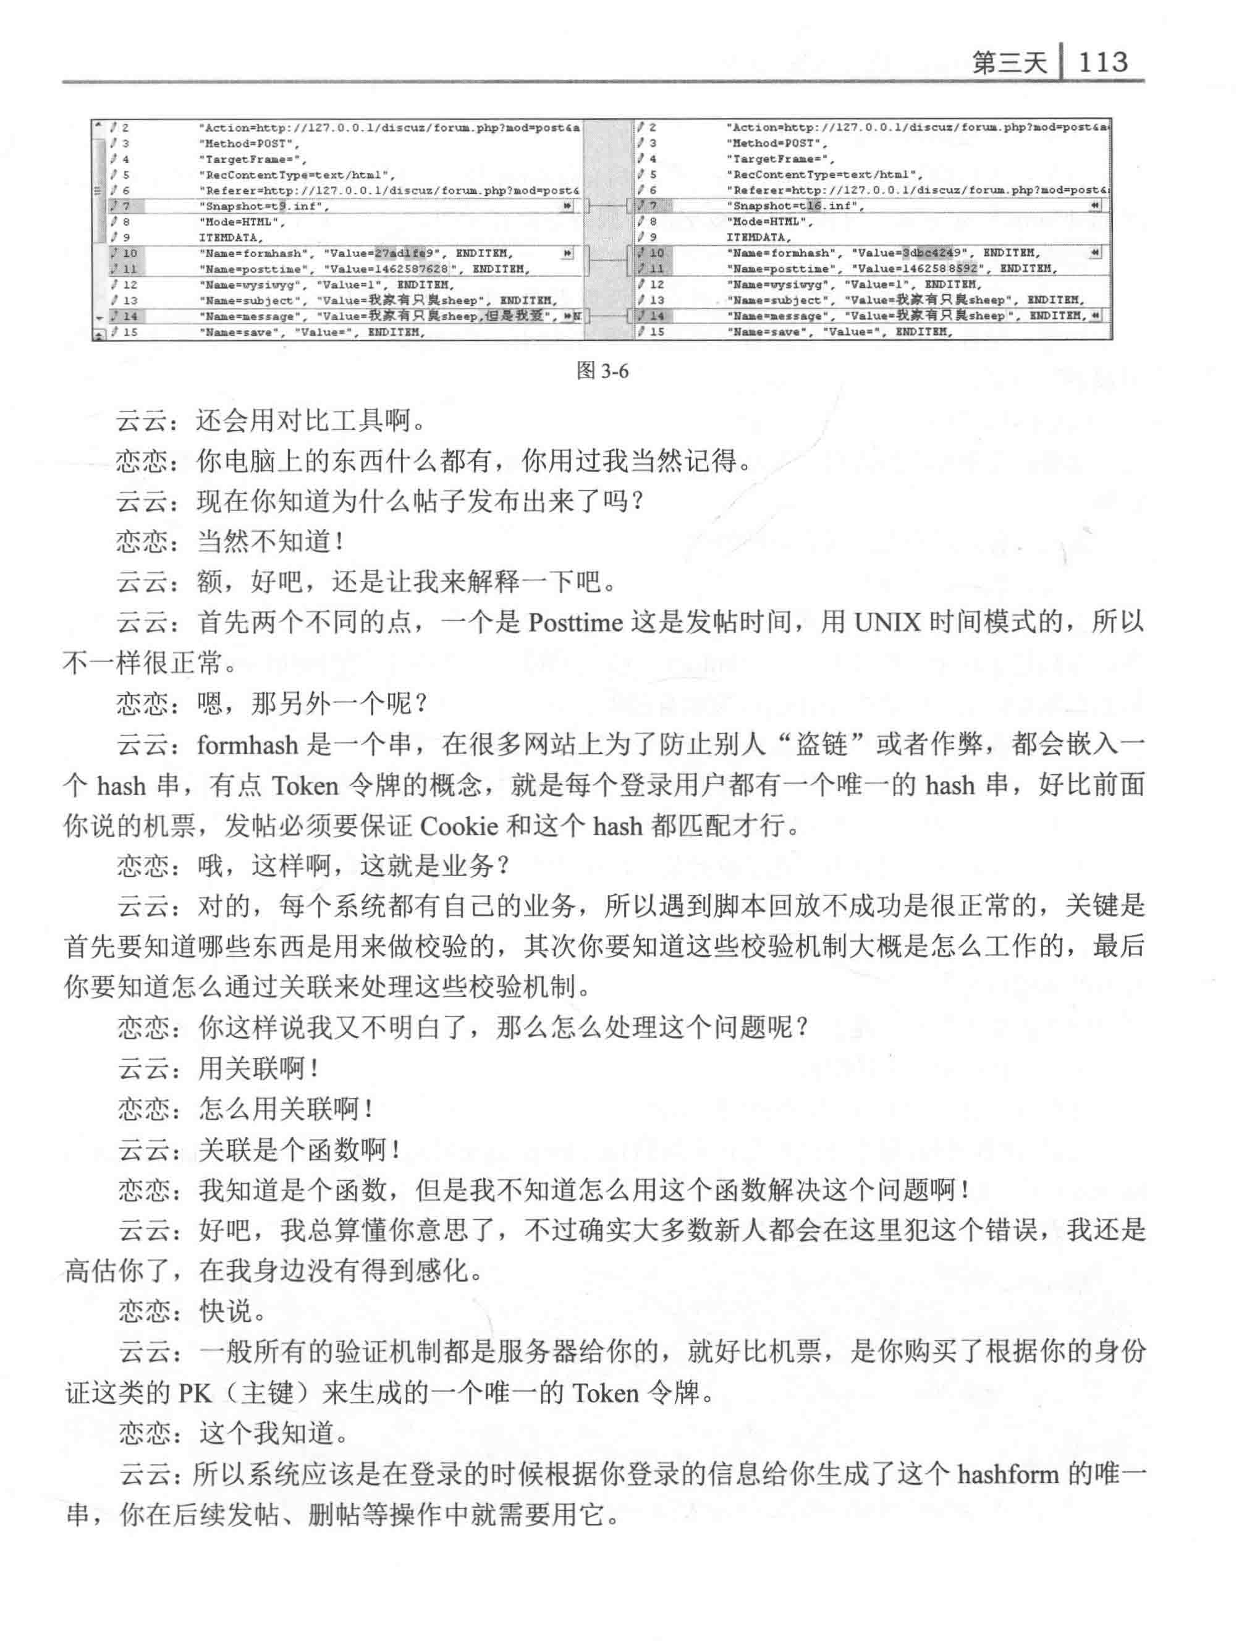 第三天 113
2 "Action=http://127.0.0.1/discuz/forum.php?mod=post&a 2 "Action=http://127.0.0.1/discuz/forum.php?mod=post&a
3 "Method=POST", 3 "Method=POST",
4 "TargetFrame=", 4 "TargetFrame=",
5 "RecContentType=text/html", 5 "RecContentType=text/html",
6 "Referer=http://127.0.0.1/discuz/forum.php?mod=post& 6 "Referer=http://127.0.0.1/discuz/forum.php?mod=post&
7 "Snapshot=t9.inf", 7 "Snapshot=t16.inf",
8 "Mode=HTML", 8 "Mode=HTML",
9 ITEMDATA, 9 ITEMDATA,
10 "Name=formhash", "Value=27ad1fe9", ENDITEM, 10 "Name=formhash", "Value=3dbc4249", ENDITEM,
11 "Name=posttime", "Value=1462587628", ENDITEM, 11 "Name=posttime", "Value=1462588592", ENDITEM,
12 "Name=wysiwyg", "Value=1", ENDITEM, 12 "Name=wysiwyg", "Value=1", ENDITEM,
13 "Name=subject", "Value=我家有只臭sheep", ENDITEM, 13 "Name=subject", "Value=我家有只臭sheep", ENDITEM,
14 "Name=message", "Value=我家有只臭sheep,但是我爱", 14 "Name=message", "Value=我家有只臭sheep", ENDITEM,
15 "Name=save", "Value=", ENDITEM, 15 "Name=save", "Value=", ENDITEM,
图 3-6
云云：还会用对比工具啊。
恋恋：你电脑上的东西什么都有，你用过我当然记得。
云云：现在你知道为什么帖子发布出来了吗？
恋恋：当然不知道！
云云：额，好吧，还是让我来解释一下吧。
云云：首先两个不同的点，一个是 Posttime 这是发帖时间，用 UNIX 时间模式的，所以
不一样很正常。
恋恋：嗯，那另外一个呢？
云云：formhash 是一个串，在很多网站上为了防止别人“盗链”或者作弊，都会嵌入一
个 hash 串，有点 Token 令牌的概念，就是每个登录用户都有一个唯一的 hash 串，好比前面
你说的机票，发帖必须要保证 Cookie 和这个 hash 都匹配才行。
恋恋：哦，这样啊，这就是业务？
云云：对的，每个系统都有自己的业务，所以遇到脚本回放不成功是很正常的，关键是
首先要知道哪些东西是用来做校验的，其次你要知道这些校验机制大概是怎么工作的，最后
你要知道怎么通过关联来处理这些校验机制。
恋恋：你这样说我又不明白了，那么怎么处理这个问题呢？
云云：用关联啊！
恋恋：怎么用关联啊！
云云：关联是个函数啊！
恋恋：我知道是个函数，但是我不知道怎么用这个函数解决这个问题啊！
云云：好吧，我总算懂你意思了，不过确实大多数新人都会在这里犯这个错误，我还是
高估你了，在我身边没有得到感化。
恋恋：快说。
云云：一般所有的验证机制都是服务器给你的，就好比机票，是你购买了根据你的身份
证这类的 PK（主键）来生成的一个唯一的 Token 令牌。
恋恋：这个我知道。
云云：所以系统应该是在登录的时候根据你登录的信息给你生成了这个 hashform 的唯一
串，你在后续发帖、删帖等操作中就需要用它。